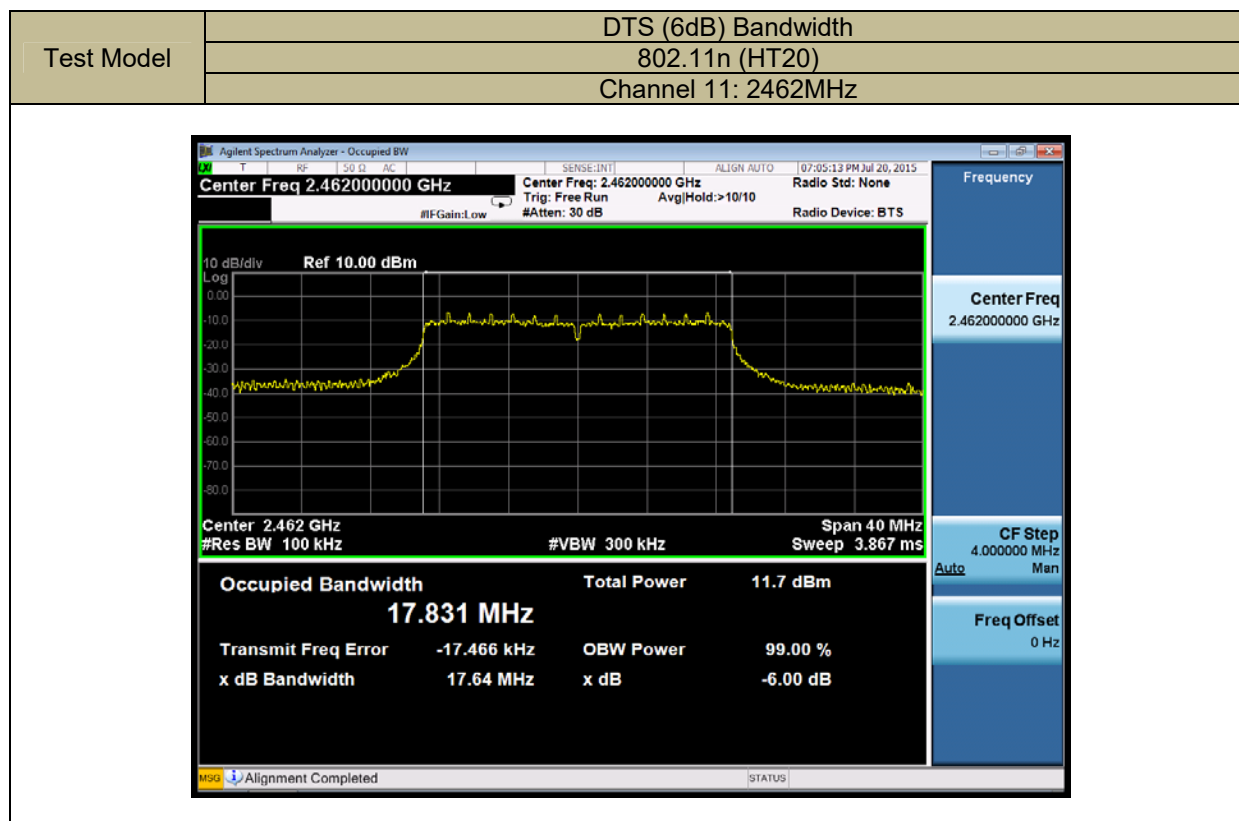 Test Model
DTS (6dB) Bandwidth
802.11n (HT20)
Channel 11: 2462MHz
Agilent Spectrum Analyzer - Occupied BW
LXI T RF 50 Ω AC SENSE:INT ALIGN AUTO 07:05:13 PM Jul 20, 2015
Center Freq 2.462000000 GHz
Center Freq: 2.462000000 GHz Radio Std: None
Trig: Free Run Avg|Hold:>10/10
#IFGain:Low #Atten: 30 dB Radio Device: BTS
Frequency
10 dB/div Ref 10.00 dBm
Log
0.00
-10.0
-20.0
-30.0
-40.0
-50.0
-60.0
-70.0
-80.0
Center Freq
2.462000000 GHz
Center 2.462 GHz Span 40 MHz
#Res BW 100 kHz #VBW 300 kHz Sweep 3.867 ms
CF Step
4.000000 MHz
Auto Man
Occupied Bandwidth Total Power 11.7 dBm
17.831 MHz
Freq Offset
0 Hz
Transmit Freq Error -17.466 kHz OBW Power 99.00 %
x dB Bandwidth 17.64 MHz x dB -6.00 dB
MSG Alignment Completed STATUS